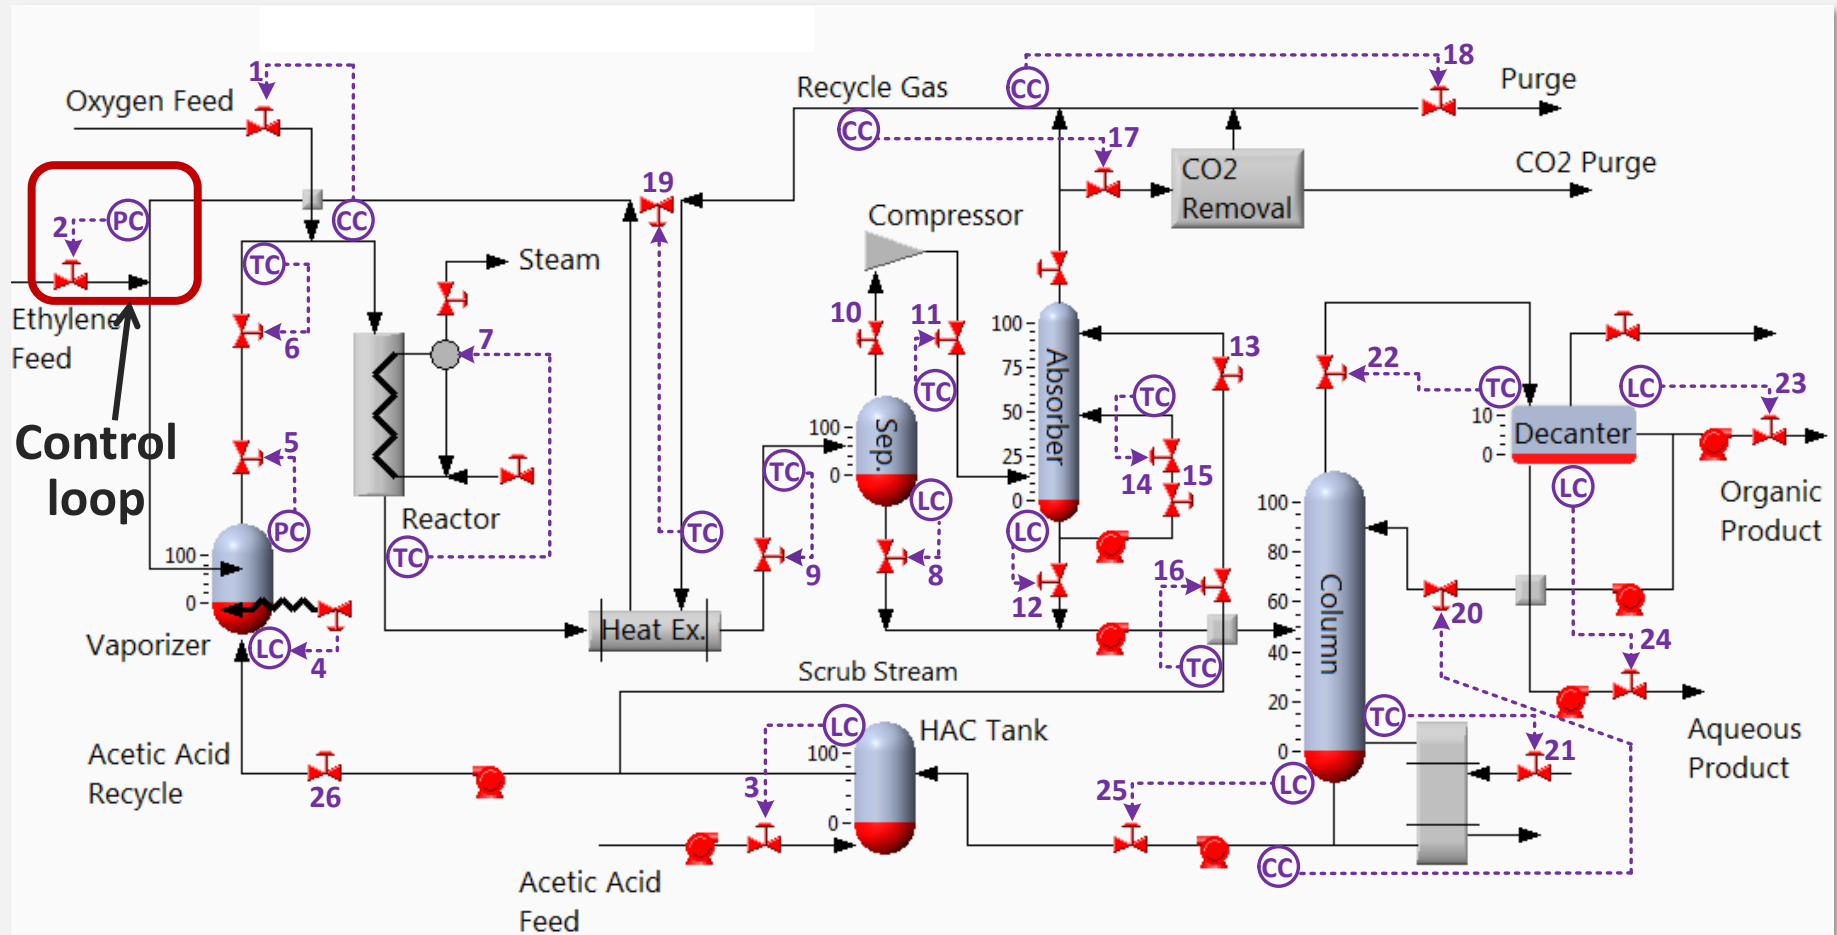 1
Oxygen Feed
CC
18
Purge
Recycle Gas
CC
17
CO2 Purge
CO2
Removal
19
2
PC
CC
TC
Compressor
Steam
Ethylene
Feed
6
7
10
11
TC
13
100
75
50
25
0
Absorber
TC
14
15
22
TC
LC
23
10
0
Decanter
Control
loop
5
PC
Reactor
TC
TC
TC
9
100
0
Sep.
LC
8
LC
12
16
TC
100
80
60
40
20
0
Column
LC
Organic
Product
20
24
100
0
Vaporizer
LC
4
Heat Ex.
Scrub Stream
LC
HAC Tank
100
0
TC
21
Aqueous
Product
Acetic Acid
Recycle
26
3
25
LC
CC
Acetic Acid
Feed